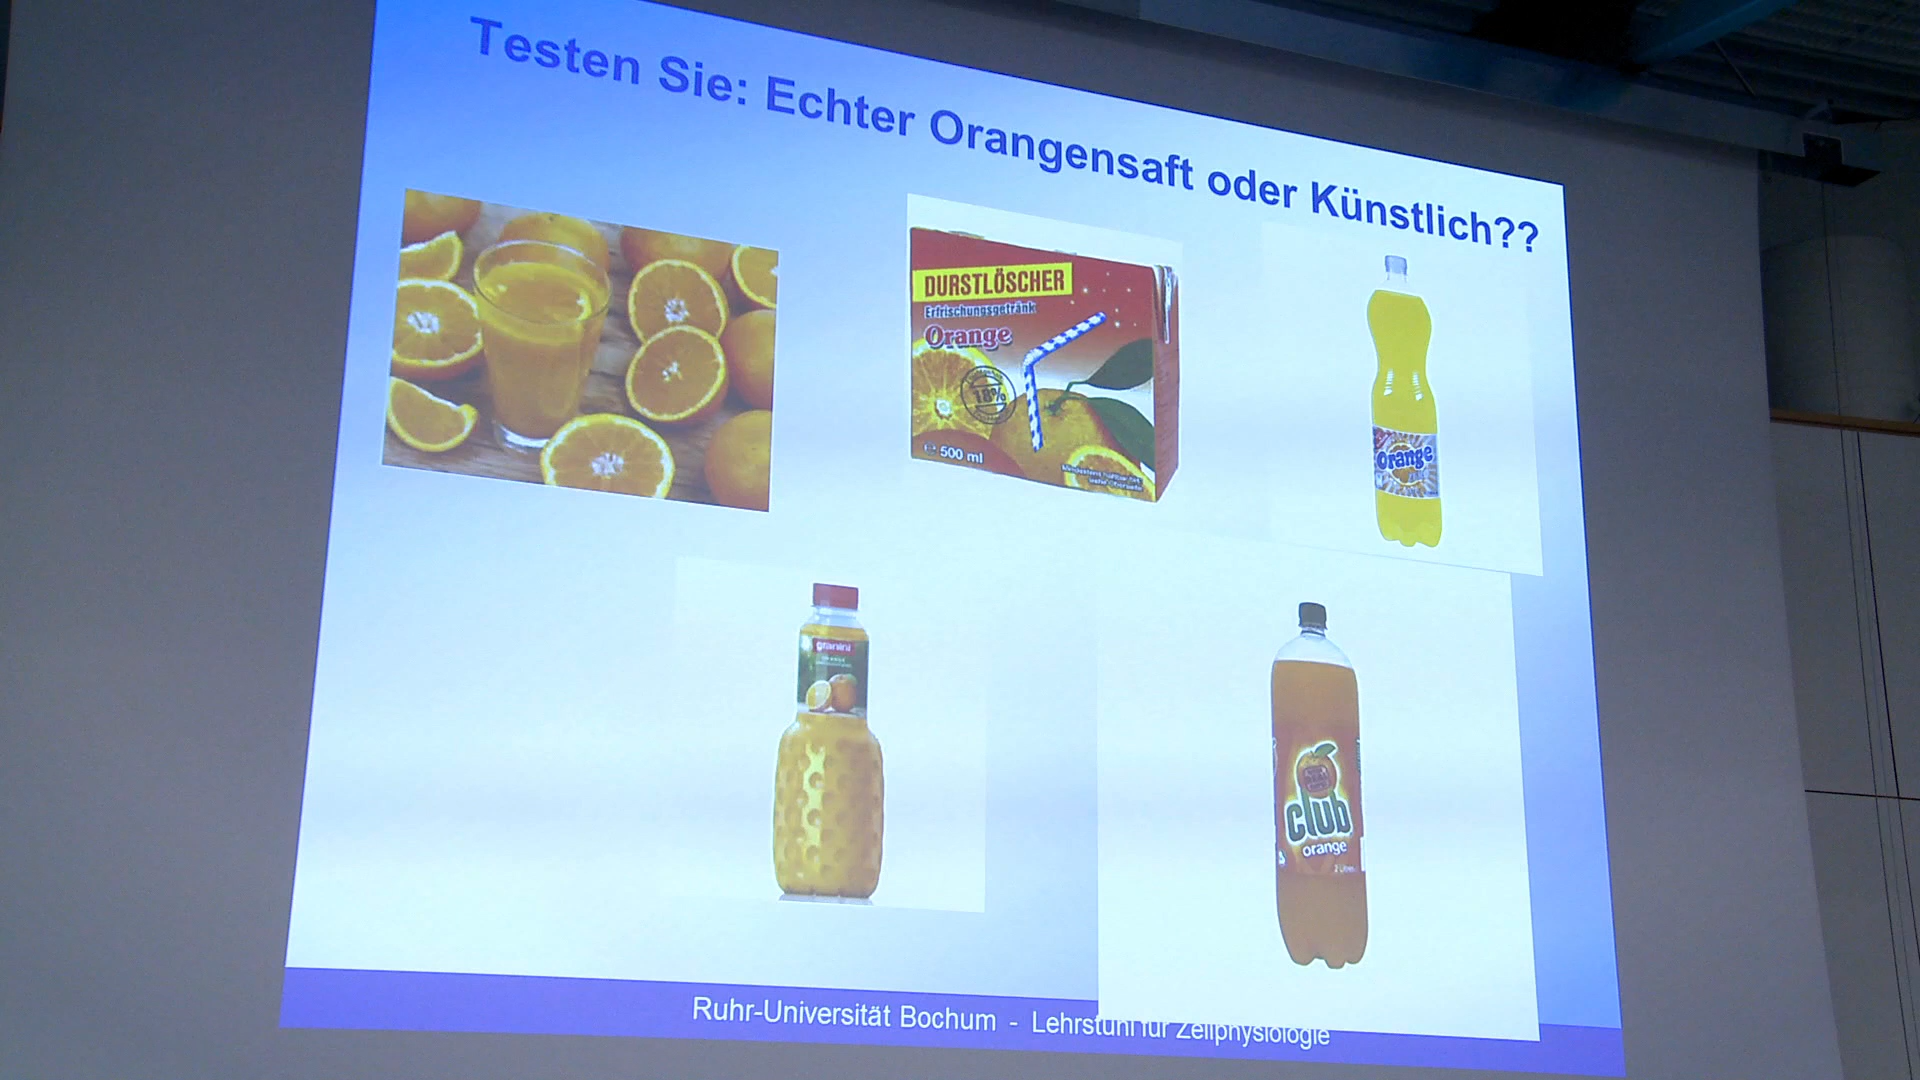 Testen Sie: Echter Orangensaft oder Künstlich??
DURSTLÖSCHER
Erfrischungsgetränk
Orange
18%
500 ml
Orange
granini
club
orange
Ruhr-Universität Bochum - Lehrstuhl für Zellphysiologie